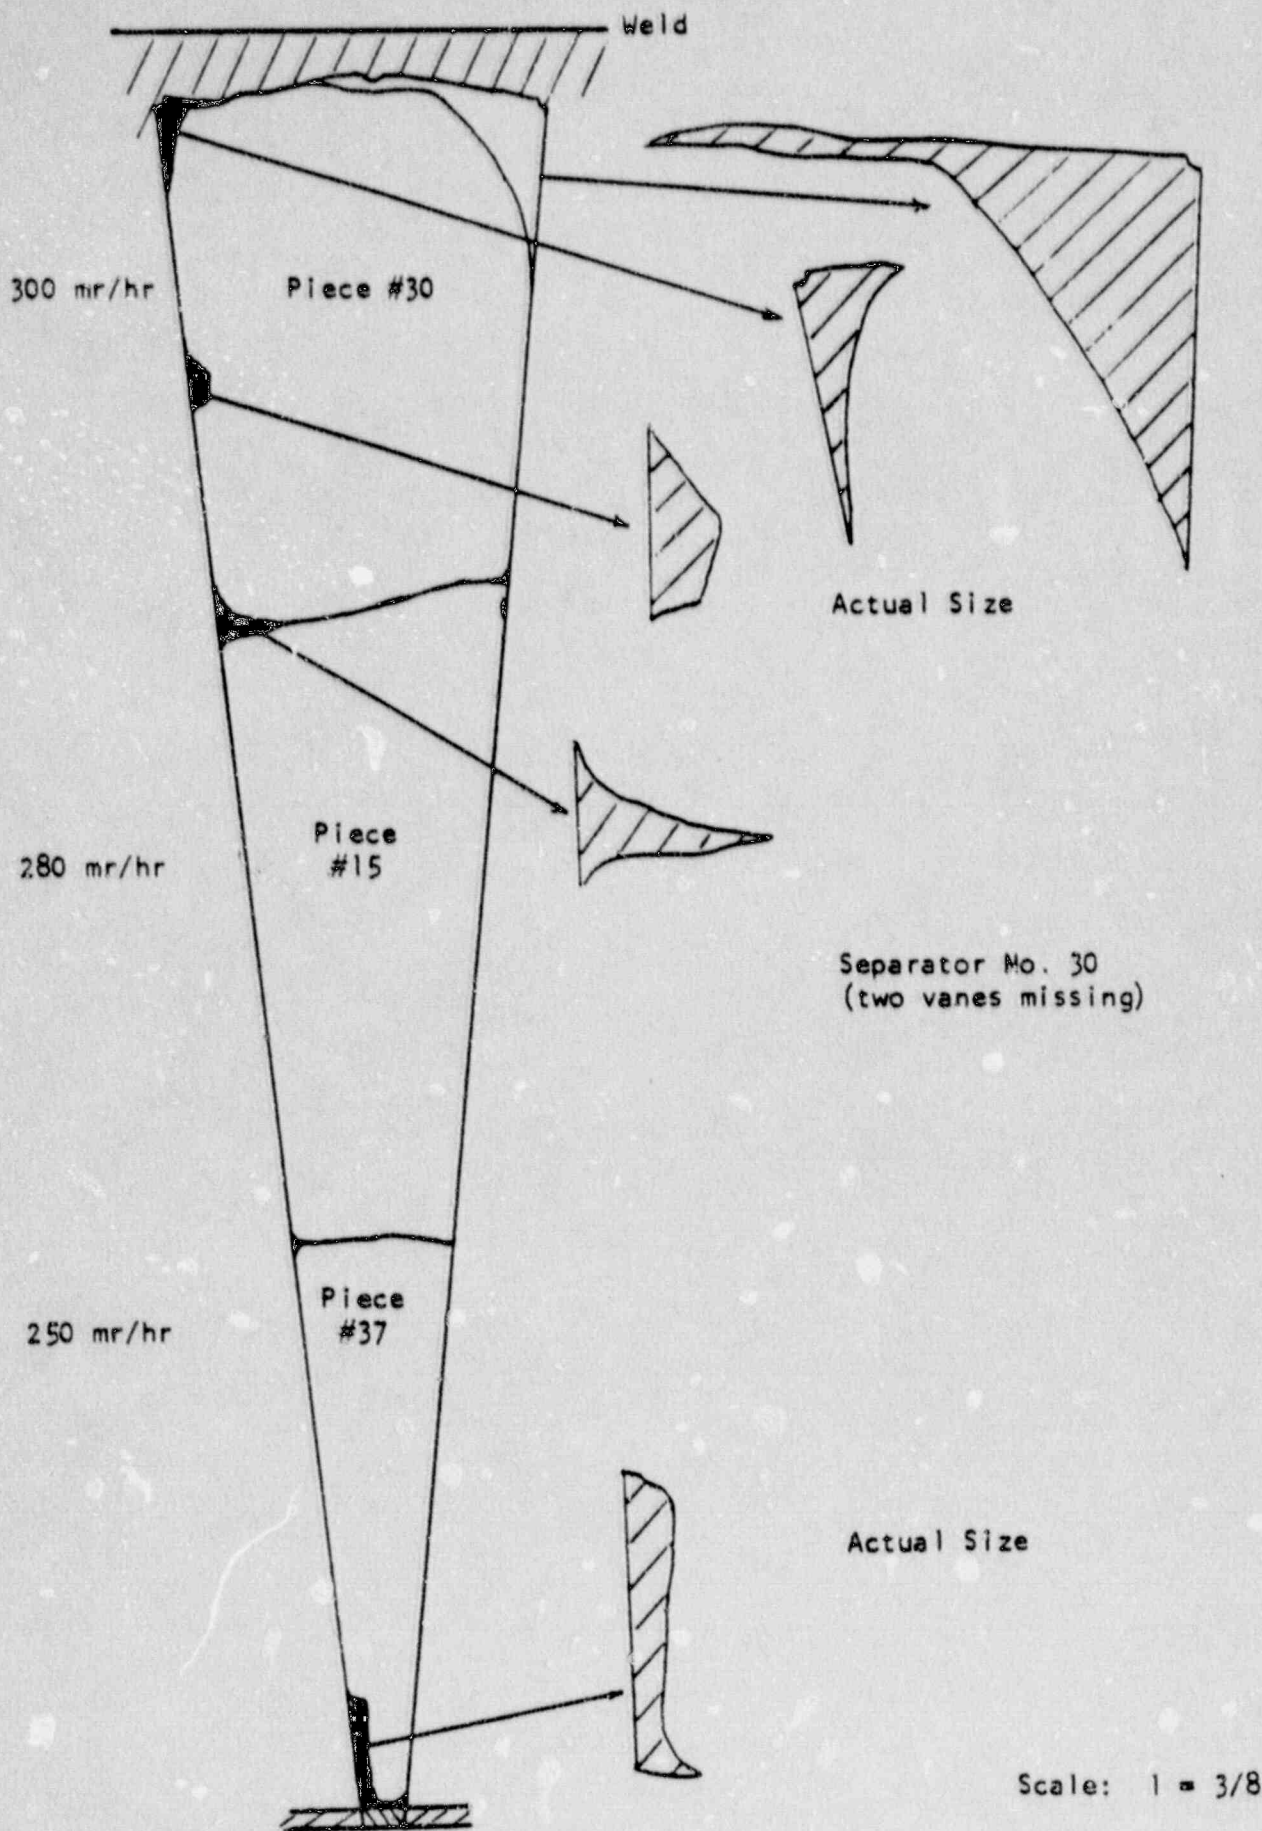 Weld
300 mr/hr
Piece #30
Actual Size
Piece
#15
280 mr/hr
Separator No. 30
(two vanes missing)
Piece
#37
250 mr/hr
Actual Size
Scale: 1 = 3/8